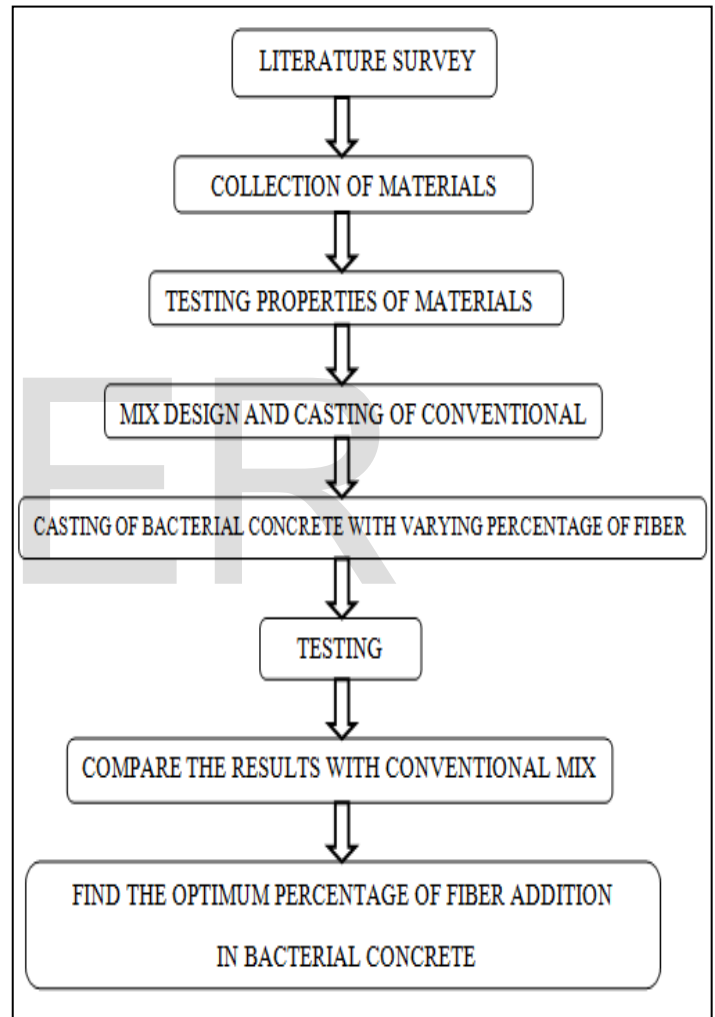 LITERATURE SURVEY
COLLECTION OF MATERIALS
TESTING PROPERTIES OF MATERIALS
MIX DESIGN AND CASTING OF CONVENTIONAL
CASTING OF BACTERIAL CONCRETE WITH VARYING PERCENTAGE OF FIBER
ER
TESTING
COMPARE THE RESULTS WITH CONVENTIONAL MIX
FIND THE OPTIMUM PERCENTAGE OF FIBER ADDITION
IN BACTERIAL CONCRETE